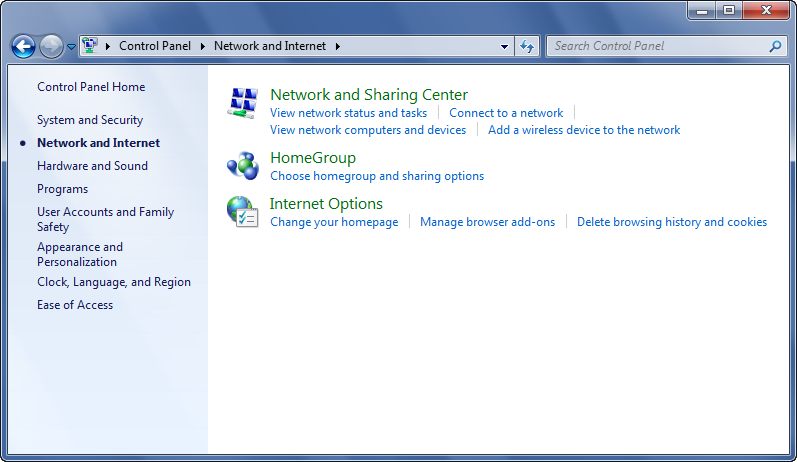 Control Panel Network and Internet
Search Control Panel
Control Panel Home
System and Security
Network and Internet
Hardware and Sound
Programs
User Accounts and Family
Safety
Appearance and
Personalization
Clock, Language, and Region
Ease of Access
Network and Sharing Center
View network status and tasks Connect to a network
View network computers and devices Add a wireless device to the network
HomeGroup
Choose homegroup and sharing options
Internet Options
Change your homepage Manage browser add-ons Delete browsing history and cookies